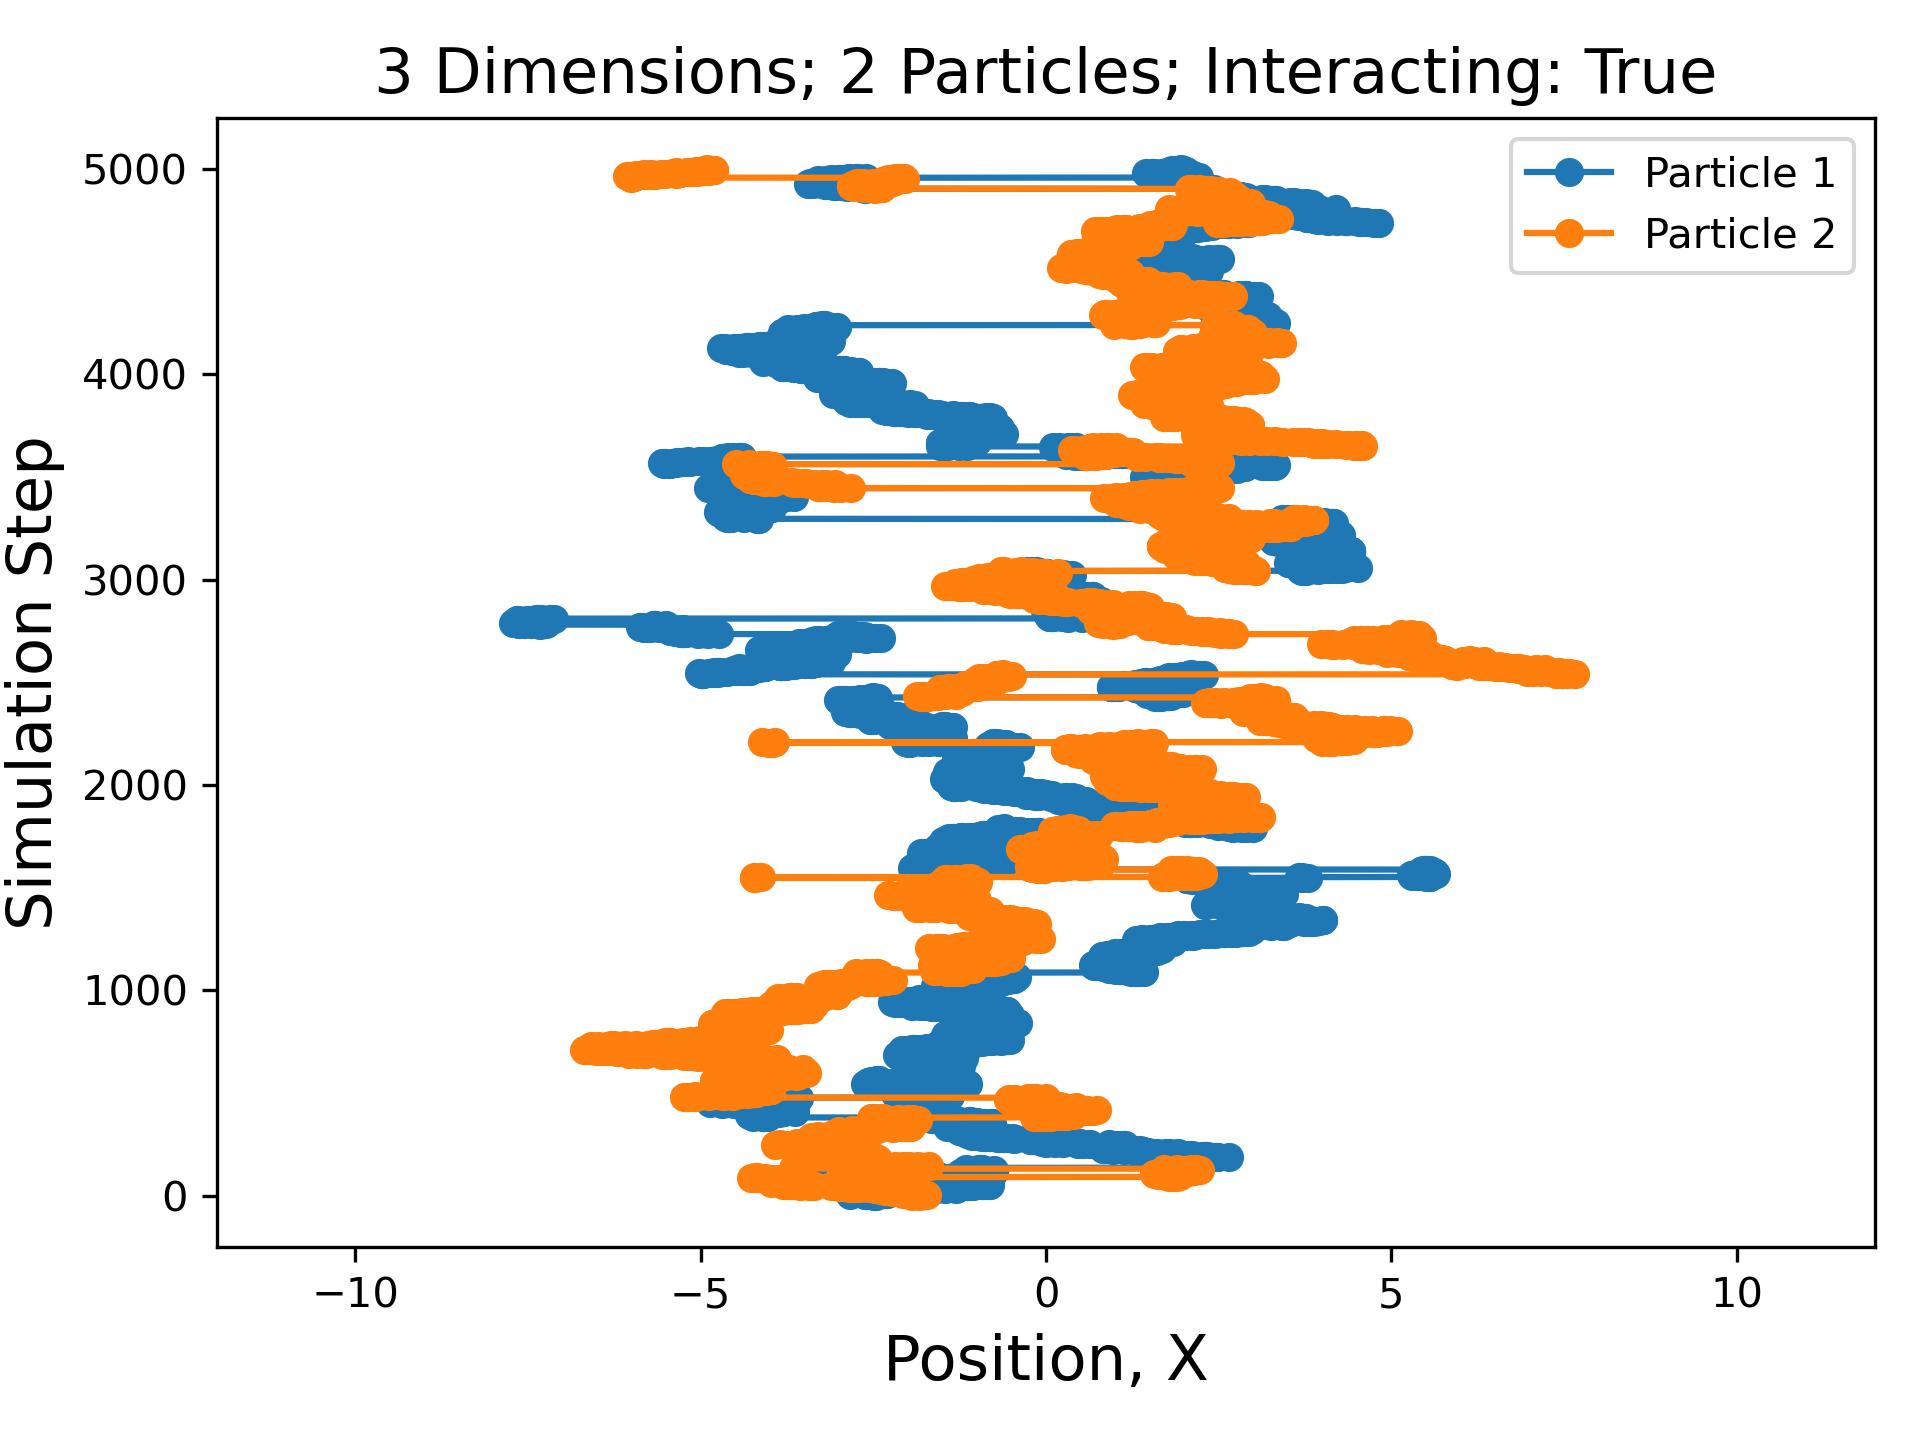 3 Dimensions; 2 Particles; Interacting: True
Particle 1
Particle 2
5000
4000
3000
2000
1000
0
Simulation Step
−10
−5
0
5
10
Position, X